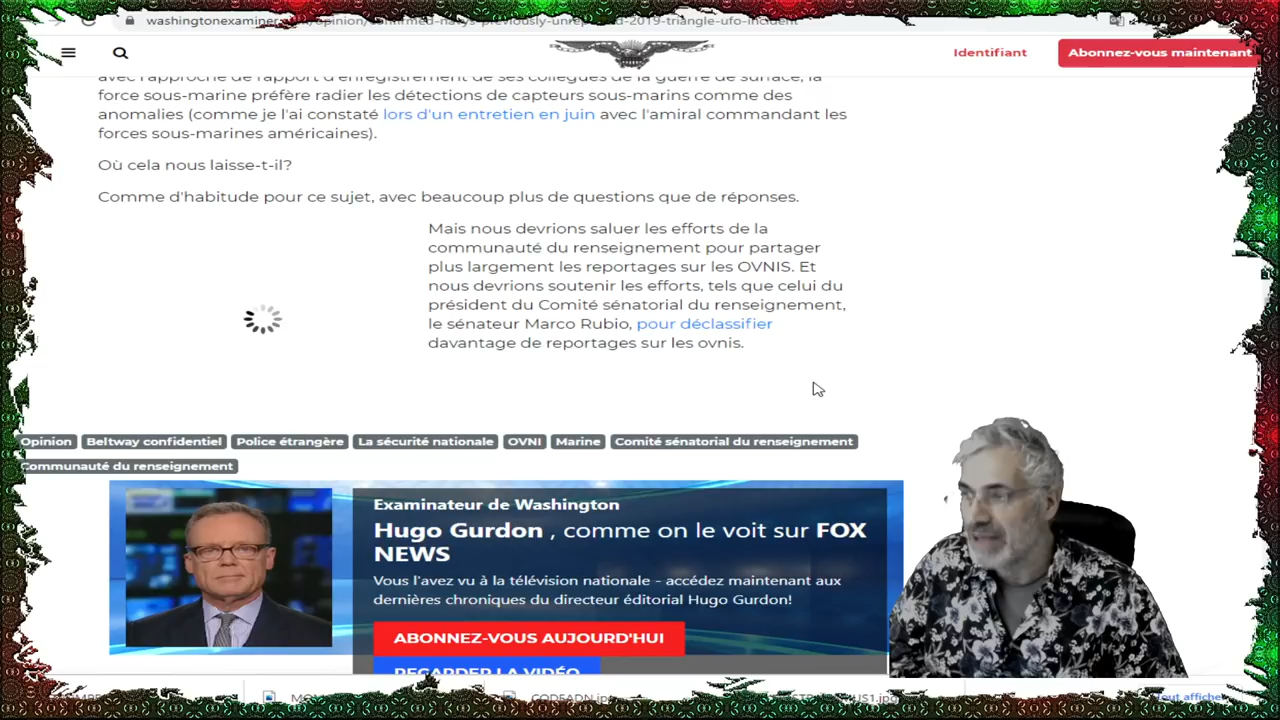 washingtonexaminer
2019-triangle-ufo-incident
Identifiant
Abonnez-vous maintenant
avec l'approche de rapport d'enregistrement de ses collègues de la guerre de surface, la
force sous-marine préfère radier les détections de capteurs sous-marins comme des
anomalies (comme je l'ai constaté lors d'un entretien en juin avec l'amiral commandant les
forces sous-marines américaines).
Où cela nous laisse-t-il?
Comme d'habitude pour ce sujet, avec beaucoup plus de questions que de réponses.
Mais nous devrions saluer les efforts de la
communauté du renseignement pour partager
plus largement les reportages sur les OVNIS. Et
nous devrions soutenir les efforts, tels que celui du
président du Comité sénatorial du renseignement,
le sénateur Marco Rubio, pour déclassifier
davantage de reportages sur les ovnis.
Opinion Beltway confidentiel Police étrangère La sécurité nationale OVNI Marine Comité sénatorial du renseignement
Communauté du renseignement
Examinateur de Washington
Hugo Gurdon , comme on le voit sur FOX
NEWS
Vous l'avez vu à la télévision nationale - accédez maintenant aux
dernières chroniques du directeur éditorial Hugo Gurdon!
ABONNEZ-VOUS AUJOURD'HUI
REGARDER LA VIDÉO